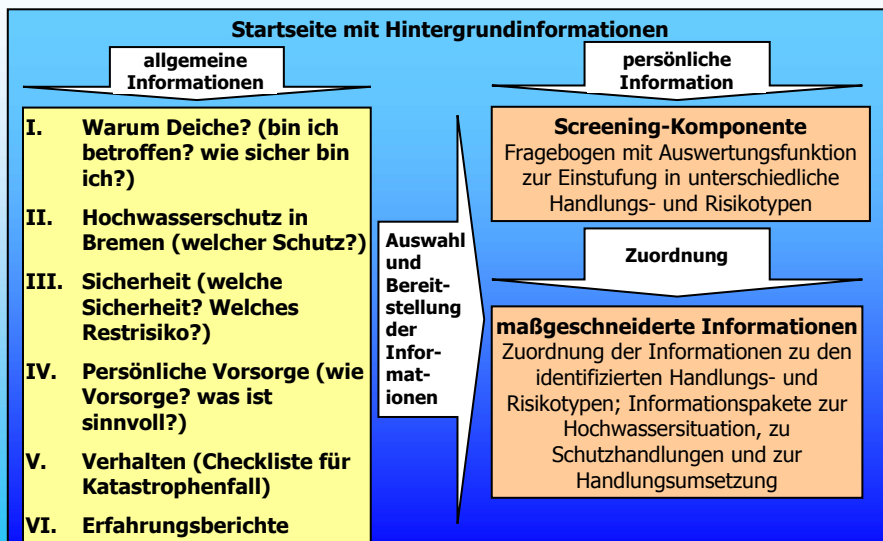 Startseite mit Hintergrundinformationen
allgemeine
Informationen
I. Warum Deiche? (bin ich
betroffen? wie sicher bin
ich?)
II. Hochwasserschutz in
Bremen (welcher Schutz?)
III. Sicherheit (welche
Sicherheit? Welches
Restrisiko?)
IV. Persönliche Vorsorge (wie
Vorsorge? was ist
sinnvoll?)
V. Verhalten (Checkliste für
Katastrophenfall)
VI. Erfahrungsberichte
Auswahl
und
Bereit-
stellung
der
Infor-
mat-
ionen
persönliche
Information
Screening-Komponente
Fragebogen mit Auswertungsfunktion
zur Einstufung in unterschiedliche
Handlungs- und Risikotypen
Zuordnung
maßgeschneiderte Informationen
Zuordnung der Informationen zu den
identifizierten Handlungs- und
Risikotypen; Informationspakete zur
Hochwassersituation, zu
Schutzhandlungen und zur
Handlungsumsetzung